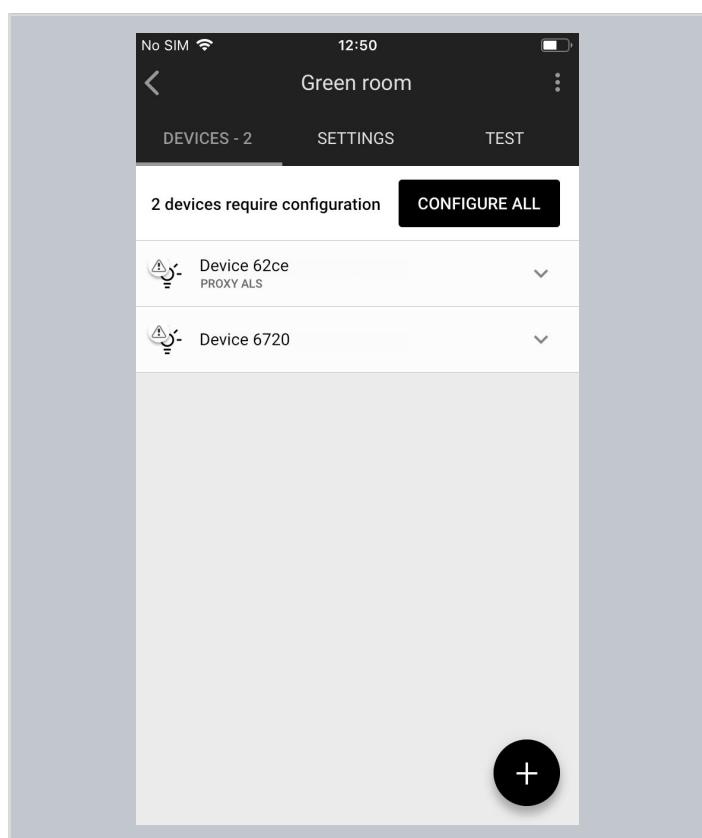 No SIM 12:50
Green room
DEVICES - 2 SETTINGS TEST
2 devices require configuration CONFIGURE ALL
Device 62ce
PROXY ALS
Device 6720